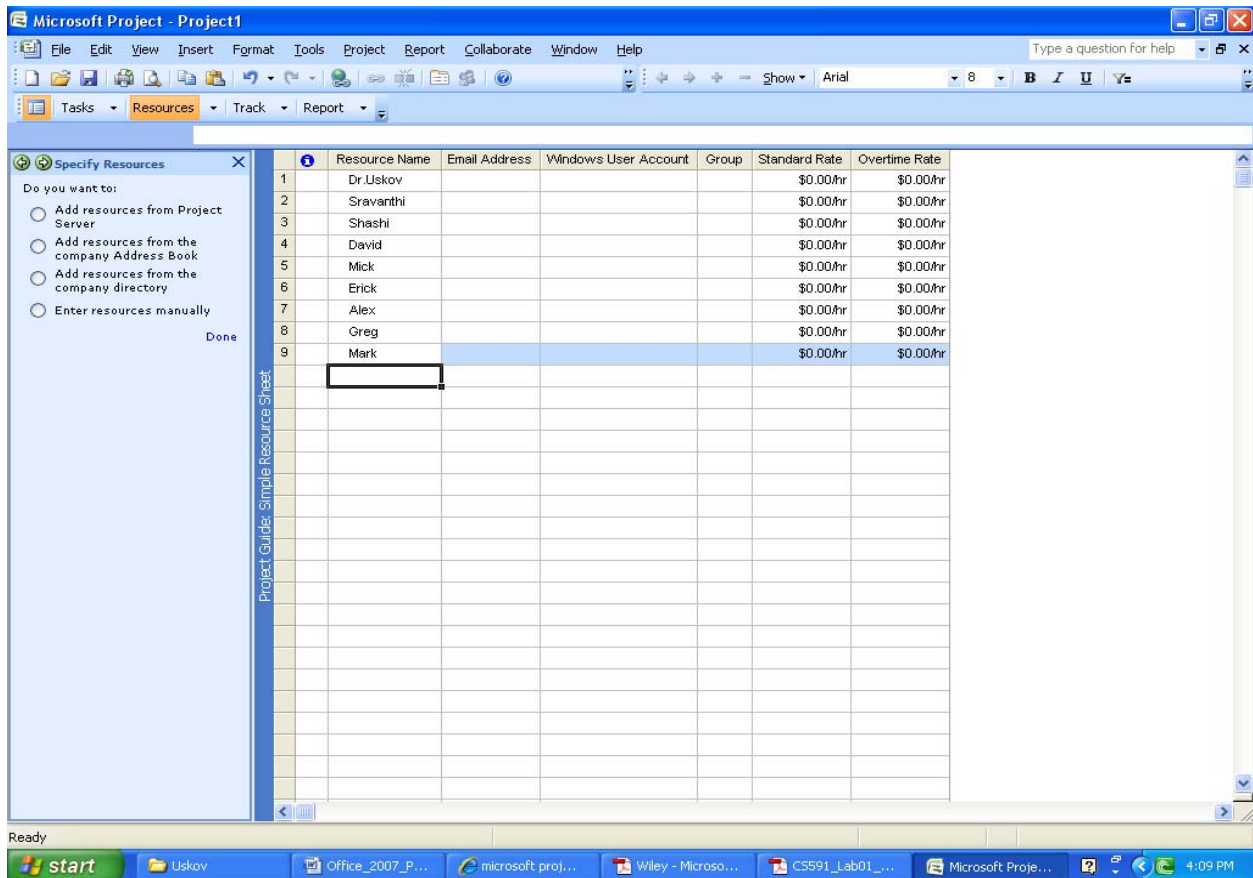 Microsoft Project - Project1
File Edit View Insert Format Tools Project Report Collaborate Window Help Type a question for help
Show Arial 8 B I U
Tasks Resources Track Report
Specify Resources
Do you want to:
Add resources from Project
Server
Add resources from the
company Address Book
Add resources from the
company directory
Enter resources manually
Done
Project Guide: Simple Resource Sheet
Resource Name Email Address Windows User Account Group Standard Rate Overtime Rate
1 Dr.Uskov $0.00/hr $0.00/hr
2 Sravanthi $0.00/hr $0.00/hr
3 Shashi $0.00/hr $0.00/hr
4 David $0.00/hr $0.00/hr
5 Mick $0.00/hr $0.00/hr
6 Erick $0.00/hr $0.00/hr
7 Alex $0.00/hr $0.00/hr
8 Greg $0.00/hr $0.00/hr
9 Mark $0.00/hr $0.00/hr
Ready
start Uskov Office_2007_P... microsoft proj... Wiley - Microso... CS591_Lab01_... Microsoft Proje... 4:09 PM